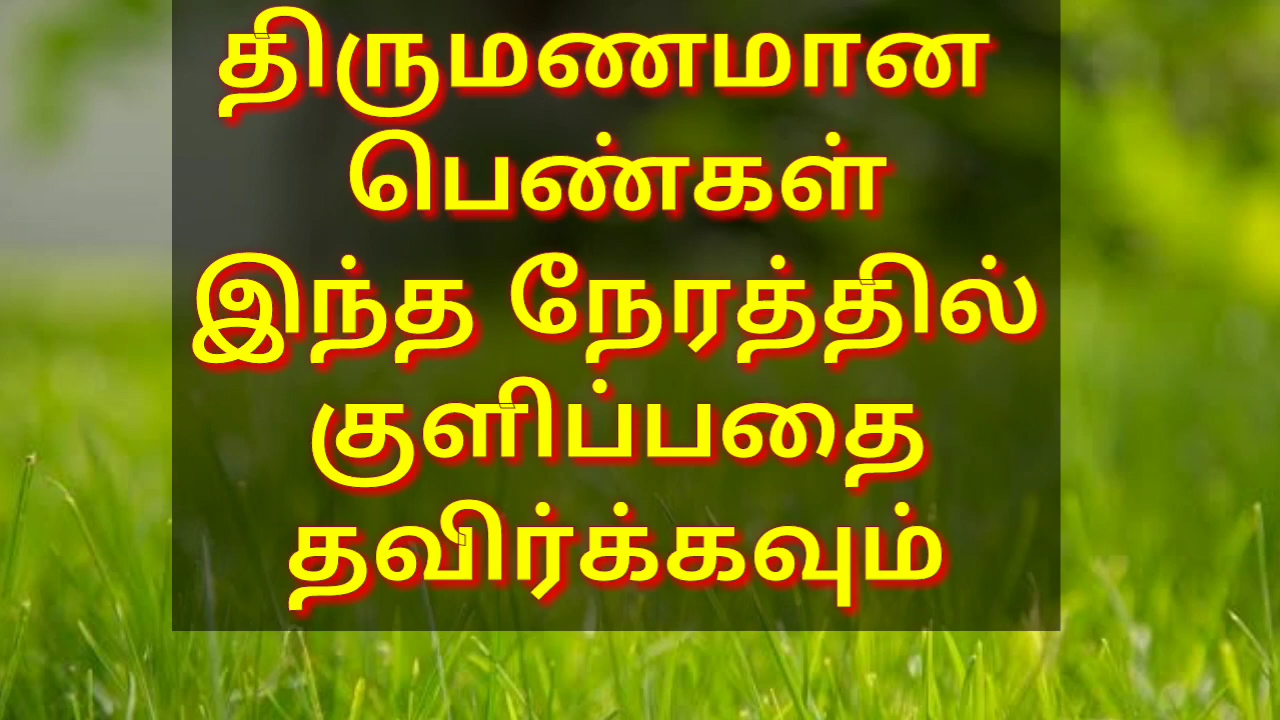 திருமணமான
பெண்கள்
இந்த நேரத்தில்
குளிப்பதை
தவிர்க்கவும்